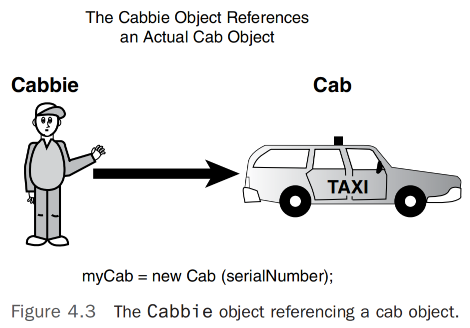 The Cabbie Object References
an Actual Cab Object
Cabbie
Cab
TAXI
myCab = new Cab (serialNumber);
Figure 4.3 The Cabbie object referencing a cab object.